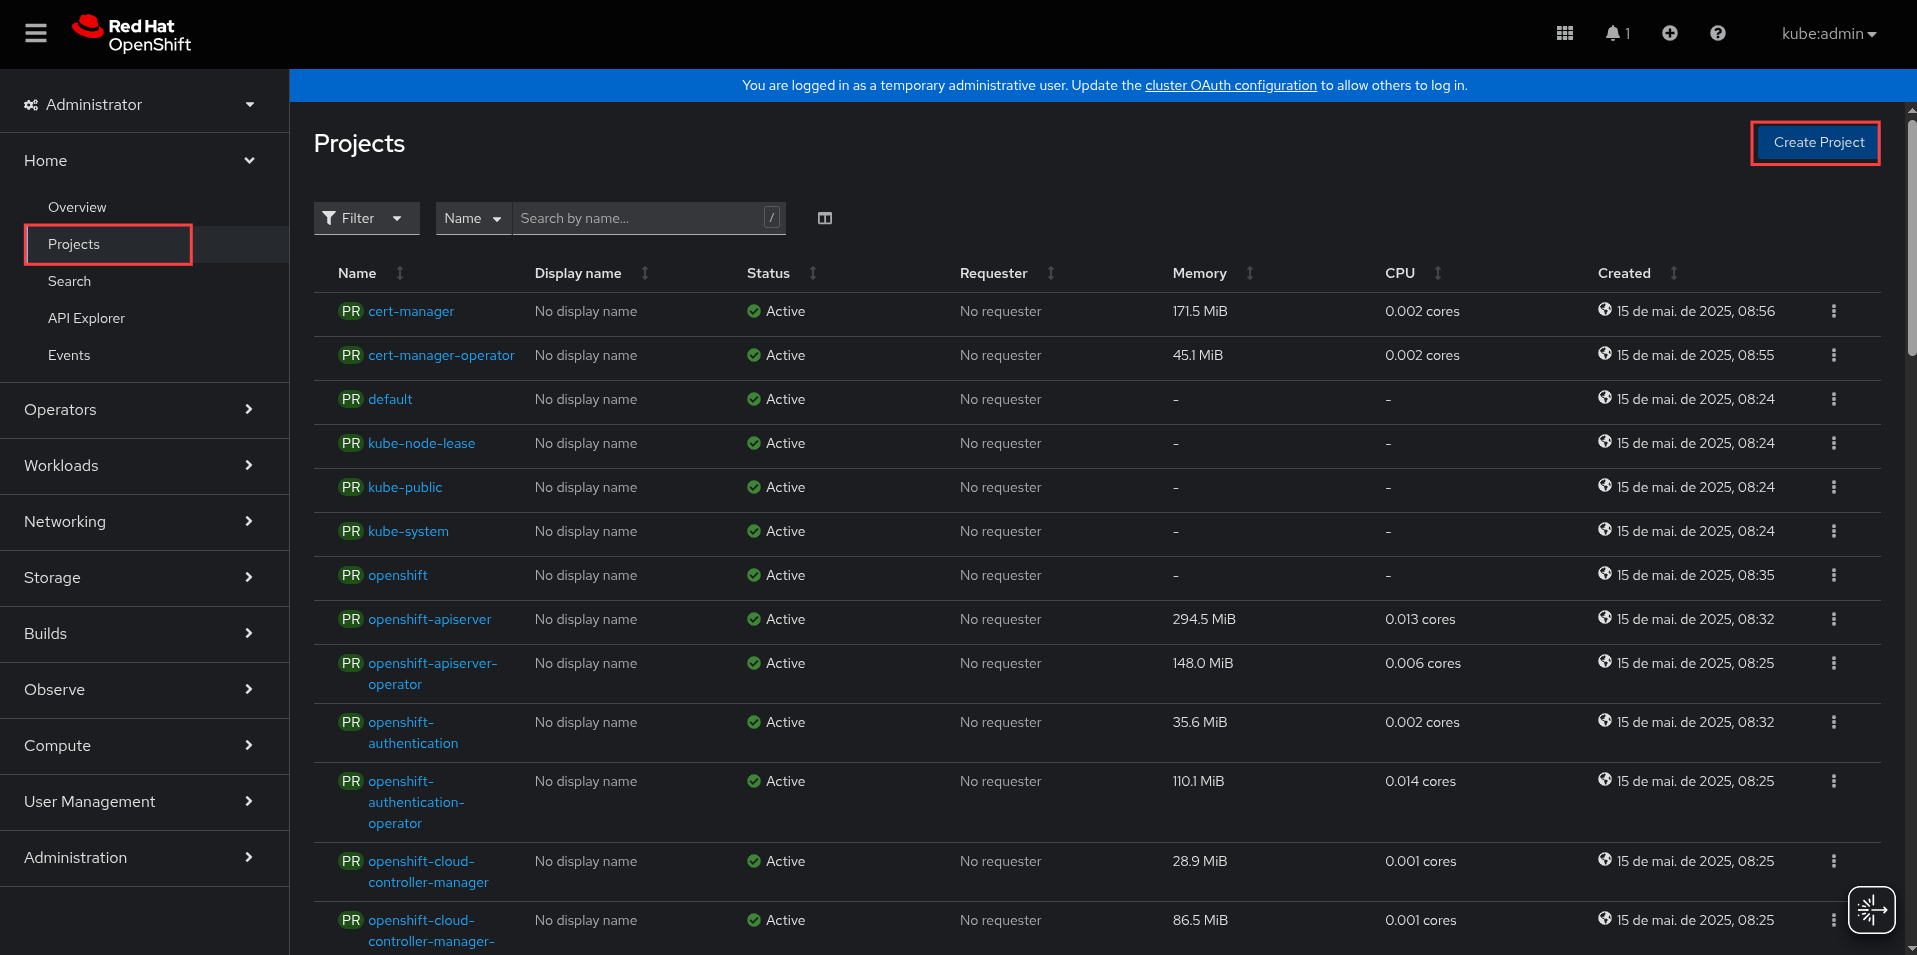 Red Hat
OpenShift
1
kube:admin
You are logged in as a temporary administrative user. Update the cluster OAuth configuration to allow others to log in.
Administrator
Home
Overview
Projects
Search
API Explorer
Events
Operators
Workloads
Networking
Storage
Builds
Observe
Compute
User Management
Administration
Projects
Create Project
Filter Name Search by name... /
Name Display name Status Requester Memory CPU Created
PR cert-manager No display name Active No requester 171.5 MiB 0.002 cores 15 de mai. de 2025, 08:56
PR cert-manager-operator No display name Active No requester 45.1 MiB 0.002 cores 15 de mai. de 2025, 08:55
PR default No display name Active No requester - - 15 de mai. de 2025, 08:24
PR kube-node-lease No display name Active No requester - - 15 de mai. de 2025, 08:24
PR kube-public No display name Active No requester - - 15 de mai. de 2025, 08:24
PR kube-system No display name Active No requester - - 15 de mai. de 2025, 08:24
PR openshift No display name Active No requester - - 15 de mai. de 2025, 08:35
PR openshift-apiserver No display name Active No requester 294.5 MiB 0.013 cores 15 de mai. de 2025, 08:32
PR openshift-apiserver- No display name Active No requester 148.0 MiB 0.006 cores 15 de mai. de 2025, 08:25
operator
PR openshift- No display name Active No requester 35.6 MiB 0.002 cores 15 de mai. de 2025, 08:32
authentication
PR openshift- No display name Active No requester 110.1 MiB 0.014 cores 15 de mai. de 2025, 08:25
authentication-
operator
PR openshift-cloud- No display name Active No requester 28.9 MiB 0.001 cores 15 de mai. de 2025, 08:25
controller-manager
PR openshift-cloud- No display name Active No requester 86.5 MiB 0.001 cores 15 de mai. de 2025, 08:25
controller-manager-